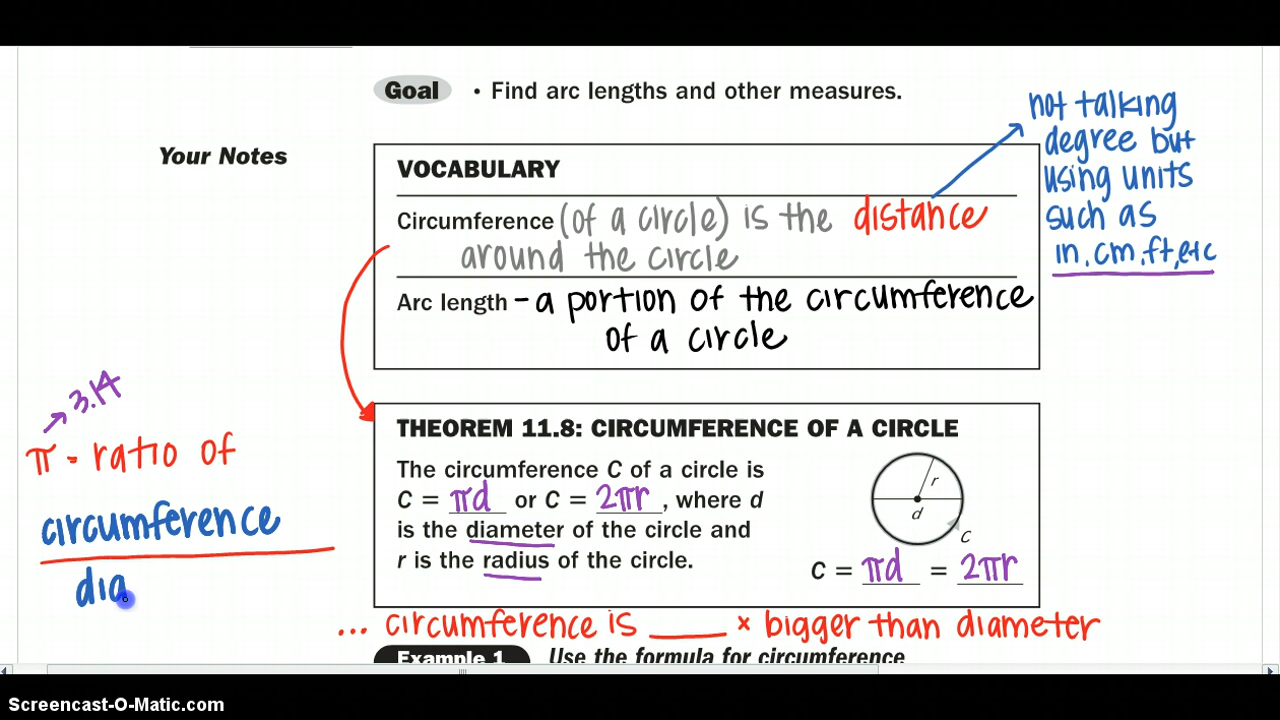 Goal • Find arc lengths and other measures.
Your Notes
VOCABULARY
Circumference (of a circle) is the distance
around the circle
Arc length - a portion of the circumference
of a circle
not talking
degree but
using units
such as
in, cm, ft, etc
3.14
π = ratio of
circumference
dia
THEOREM 11.8: CIRCUMFERENCE OF A CIRCLE
The circumference C of a circle is
C = πd or C = 2πr, where d
is the diameter of the circle and
r is the radius of the circle.
r
d
C
C = πd = 2πr
... circumference is ____ × bigger than diameter
Example 1 Use the formula for circumference
Screencast-O-Matic.com